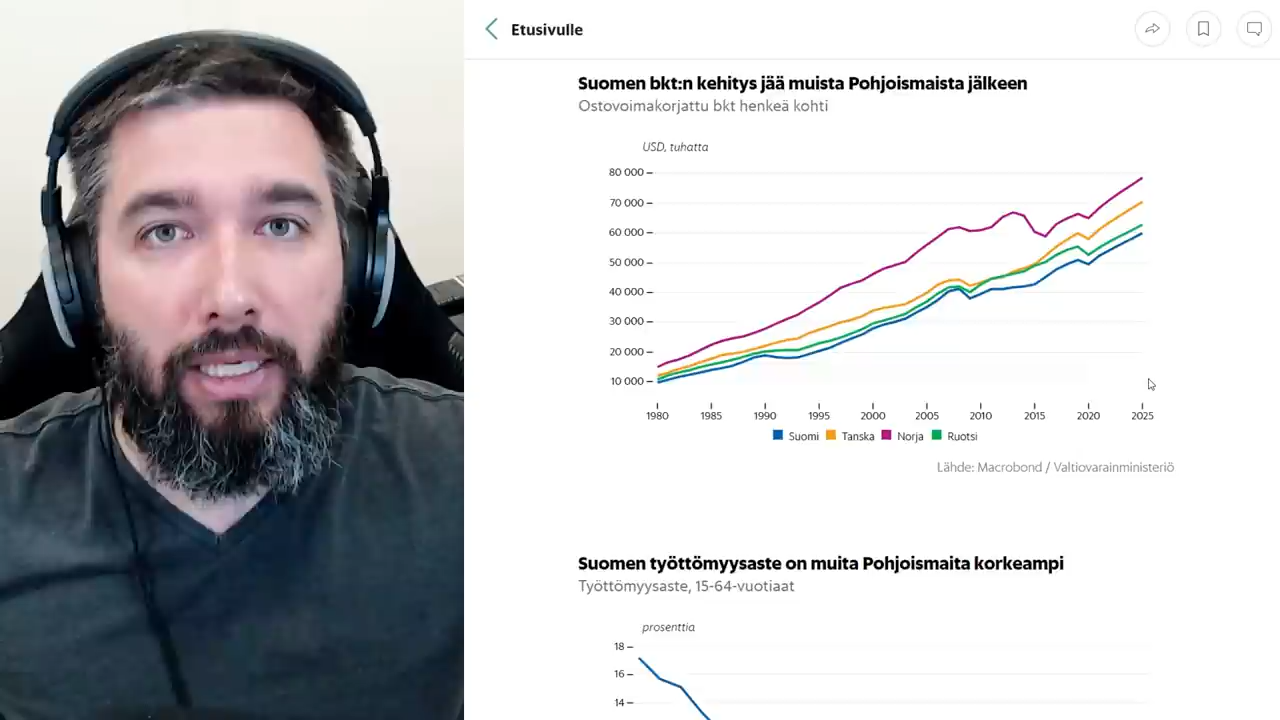 Etusivulle
Suomen bkt:n kehitys jää muista Pohjoismaista jälkeen
Ostovoimakorjattu bkt henkeä kohti
USD, tuhatta
80 000
70 000
60 000
50 000
40 000
30 000
20 000
10 000
1980 1985 1990 1995 2000 2005 2010 2015 2020 2025
Suomi Tanska Norja Ruotsi
Lähde: Macrobond / Valtiovarainministeriö
Suomen työttömyysaste on muita Pohjoismaita korkeampi
Työttömyysaste, 15-64-vuotiaat
prosenttia
18
16
14